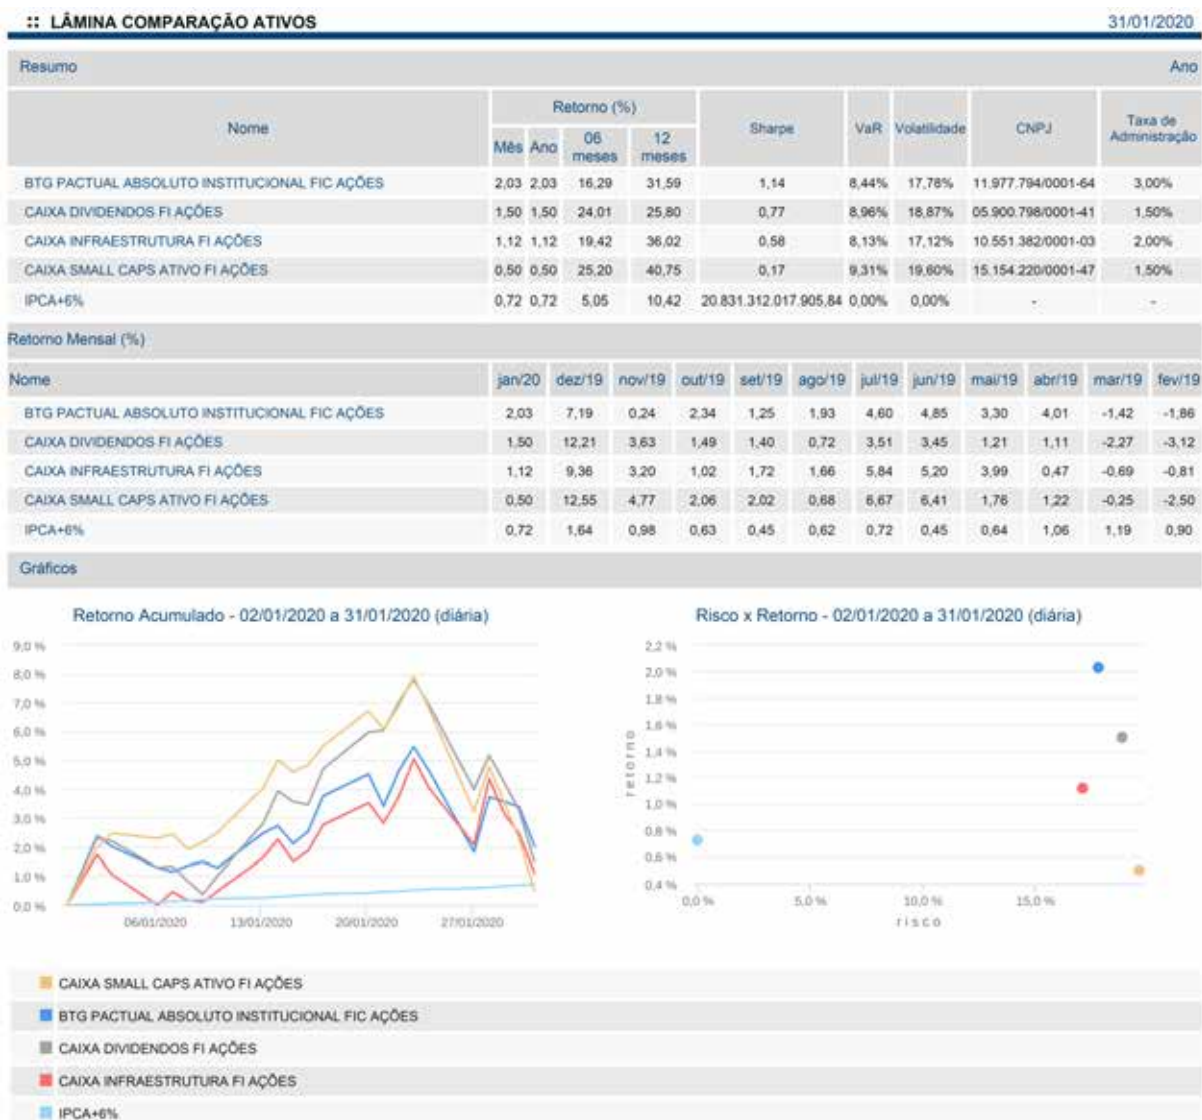 :: LÂMINA COMPARAÇÃO ATIVOS 31/01/2020
Resumo Ano
Nome Retorno (%) Sharpe VaR Volatilidade CNPJ Taxa de Administração
Mês Ano 06 meses 12 meses
BTG PACTUAL ABSOLUTO INSTITUCIONAL FIC AÇÕES 2,03 2,03 16,29 31,59 1,14 8,44% 17,78% 11.977.794/0001-64 3,00%
CAIXA DIVIDENDOS FI AÇÕES 1,50 1,50 24,01 25,80 0,77 8,96% 18,87% 05.900.798/0001-41 1,50%
CAIXA INFRAESTRUTURA FI AÇÕES 1,12 1,12 19,42 36,02 0,58 8,13% 17,12% 10.551.382/0001-03 2,00%
CAIXA SMALL CAPS ATIVO FI AÇÕES 0,50 0,50 25,20 40,75 0,17 9,31% 19,60% 15.154.220/0001-47 1,50%
IPCA+6% 0,72 0,72 5,05 10,42 20.831.312.017.905,84 0,00% 0,00% - -
Retorno Mensal (%)
Nome jan/20 dez/19 nov/19 out/19 set/19 ago/19 jul/19 jun/19 mai/19 abr/19 mar/19 fev/19
BTG PACTUAL ABSOLUTO INSTITUCIONAL FIC AÇÕES 2,03 7,19 0,24 2,34 1,25 1,93 4,60 4,85 3,30 4,01 -1,42 -1,86
CAIXA DIVIDENDOS FI AÇÕES 1,50 12,21 3,63 1,49 1,40 0,72 3,51 3,45 1,21 1,11 -2,27 -3,12
CAIXA INFRAESTRUTURA FI AÇÕES 1,12 9,36 3,20 1,02 1,72 1,66 5,84 5,20 3,99 0,47 -0,69 -0,81
CAIXA SMALL CAPS ATIVO FI AÇÕES 0,50 12,55 4,77 2,06 2,02 0,68 6,67 6,41 1,76 1,22 -0,25 -2,50
IPCA+6% 0,72 1,64 0,98 0,63 0,45 0,62 0,72 0,45 0,64 1,06 1,19 0,90
Gráficos
Retorno Acumulado - 02/01/2020 a 31/01/2020 (diária)
9,0 %
8,0 %
7,0 %
6,0 %
5,0 %
4,0 %
3,0 %
2,0 %
1,0 %
0,0 %
06/01/2020 13/01/2020 20/01/2020 27/01/2020
Risco x Retorno - 02/01/2020 a 31/01/2020 (diária)
retorno
2,2 %
2,0 %
1,8 %
1,6 %
1,4 %
1,2 %
1,0 %
0,8 %
0,6 %
0,4 %
0,0 % 5,0 % 10,0 % 15,0 %
risco
CAIXA SMALL CAPS ATIVO FI AÇÕES
BTG PACTUAL ABSOLUTO INSTITUCIONAL FIC AÇÕES
CAIXA DIVIDENDOS FI AÇÕES
CAIXA INFRAESTRUTURA FI AÇÕES
IPCA+6%